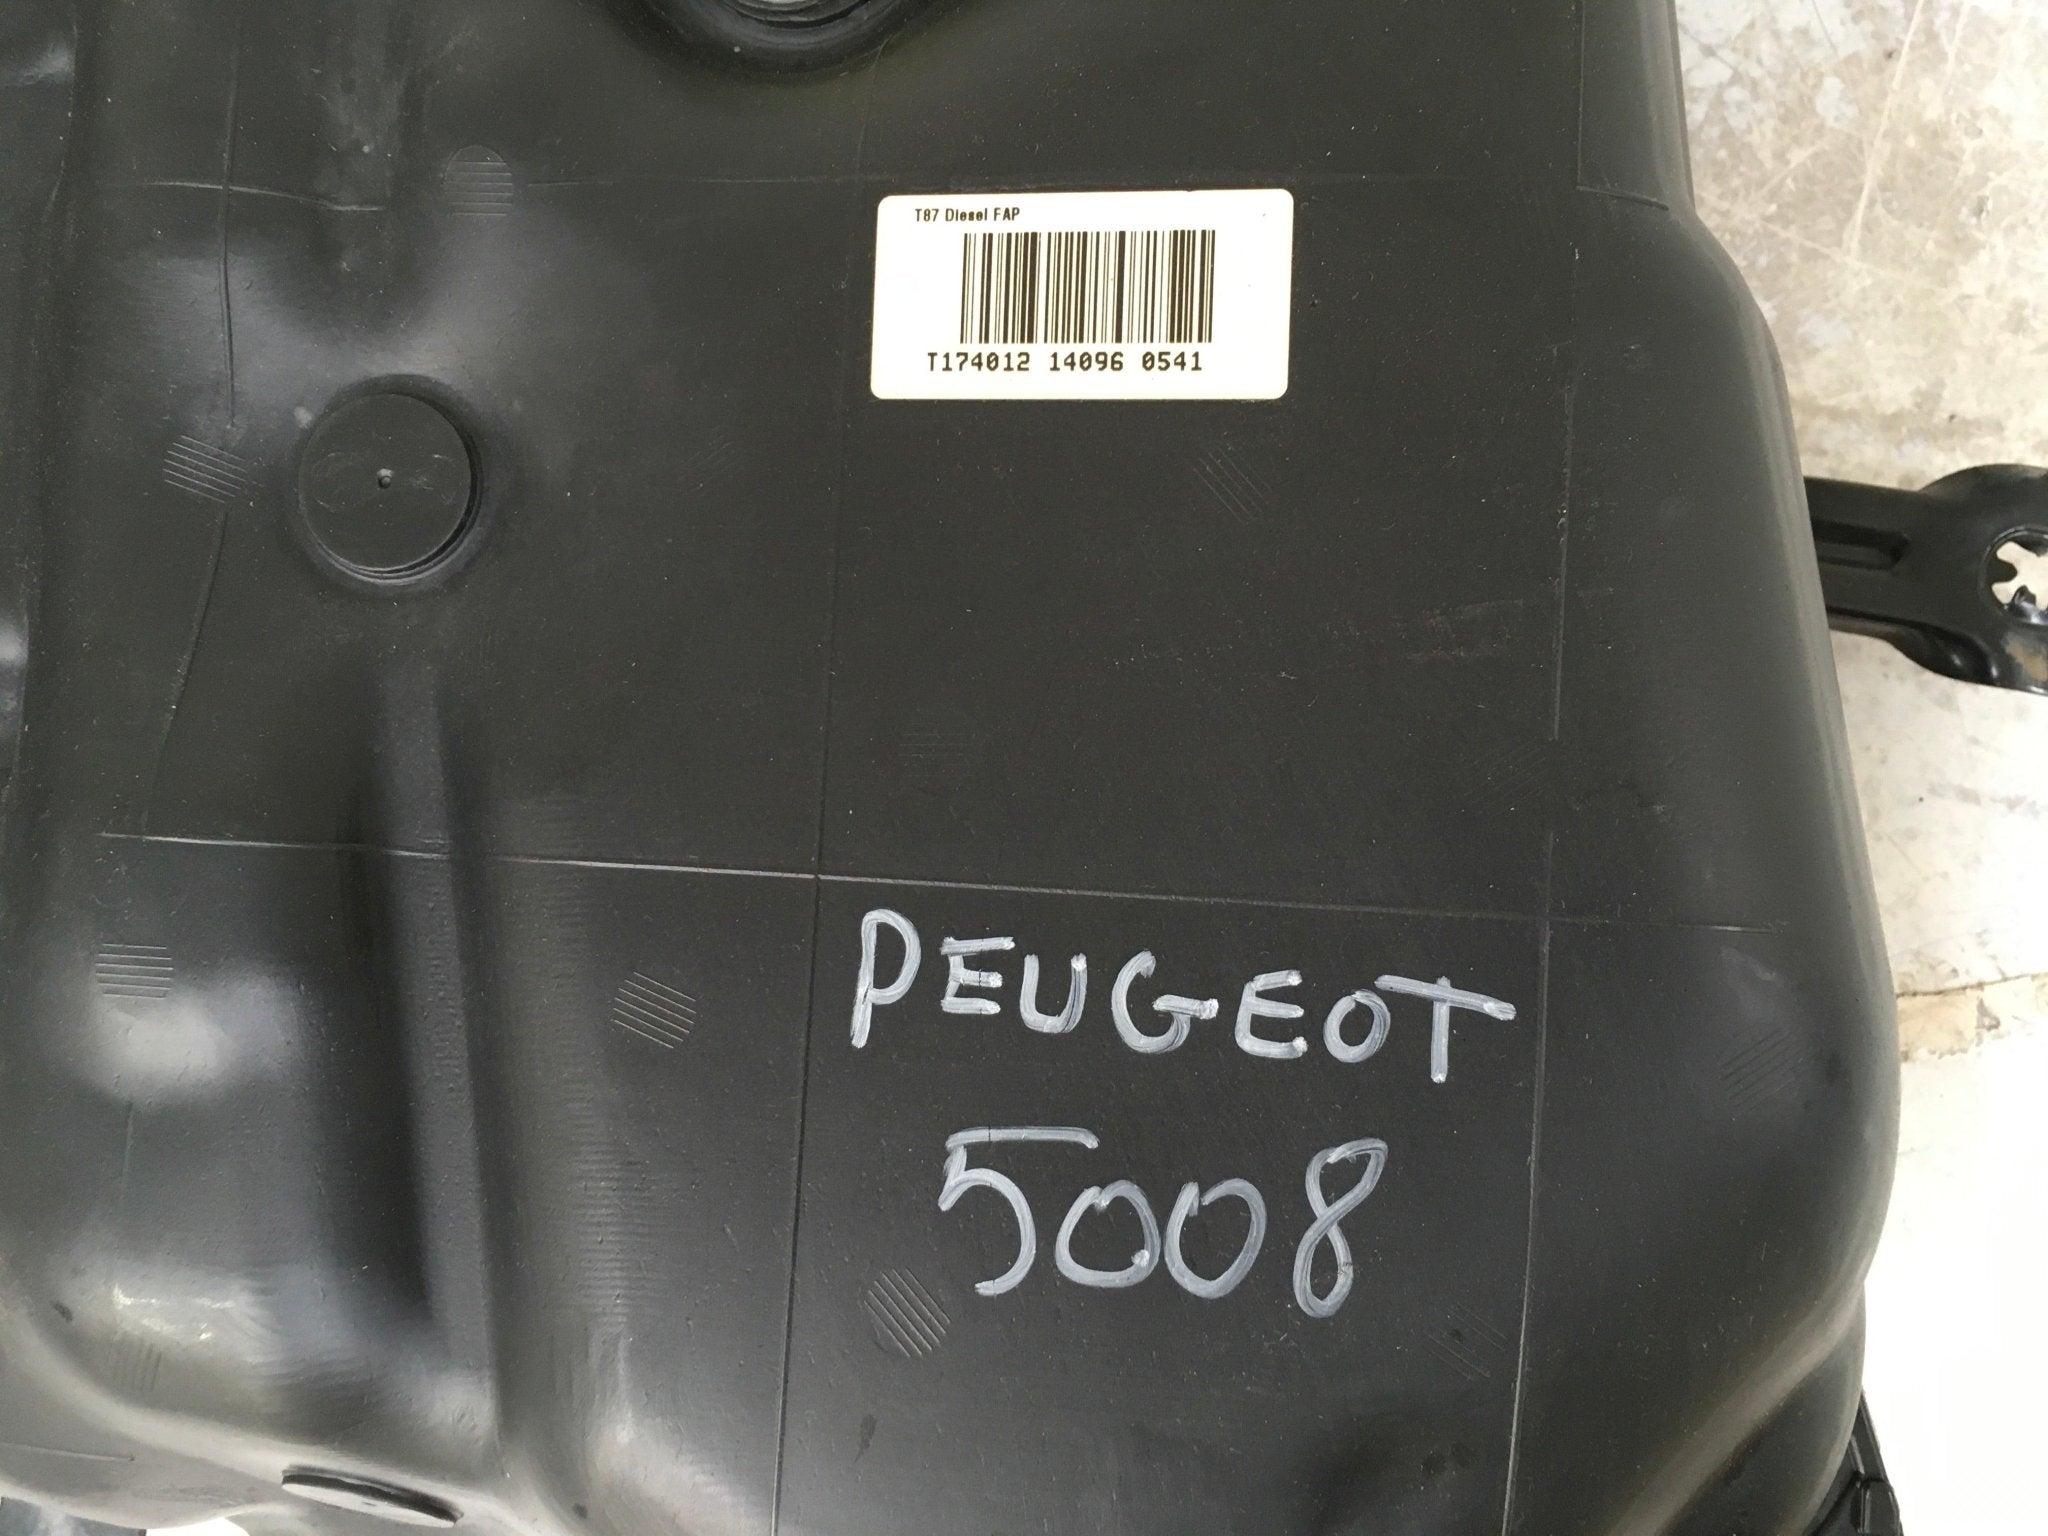 T87 Diesel FAP
T174012 14096 0541
PEUGEOT
5008